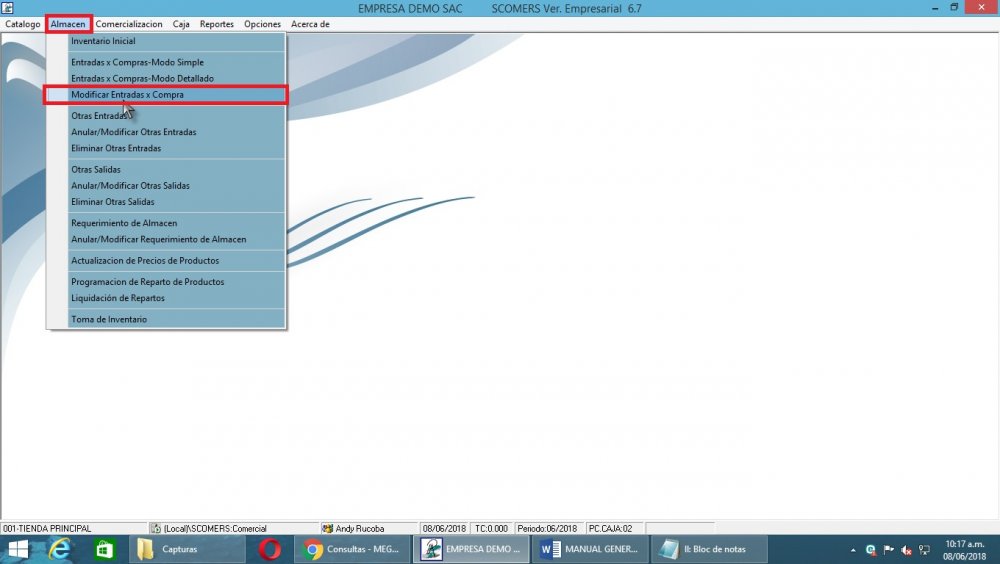 EMPRESA DEMO SAC SCOMERS Ver. Empresarial 6.7
Catalogo Almacen Comercializacion Caja Reportes Opciones Acerca de
Inventario Inicial
Entradas x Compras-Modo Simple
Entradas x Compras-Modo Detallado
Modificar Entradas x Compra
Otras Entradas
Anular/Modificar Otras Entradas
Eliminar Otras Entradas
Otras Salidas
Anular/Modificar Otras Salidas
Eliminar Otras Salidas
Requerimiento de Almacen
Anular/Modificar Requerimiento de Almacen
Actualizacion de Precios de Productos
Programacion de Reparto de Productos
Liquidación de Repartos
Toma de Inventario
001-TIENDA PRINCIPAL (Local)\SCOMERS:Comercial Andy Rucoba 08/06/2018 TC:0.000 Periodo:06/2018 PC.CAJA:02
Capturas Consultas - MEG... EMPRESA DEMO ... MANUAL GENER... II: Bloc de notas 10:17 a.m.
08/06/2018